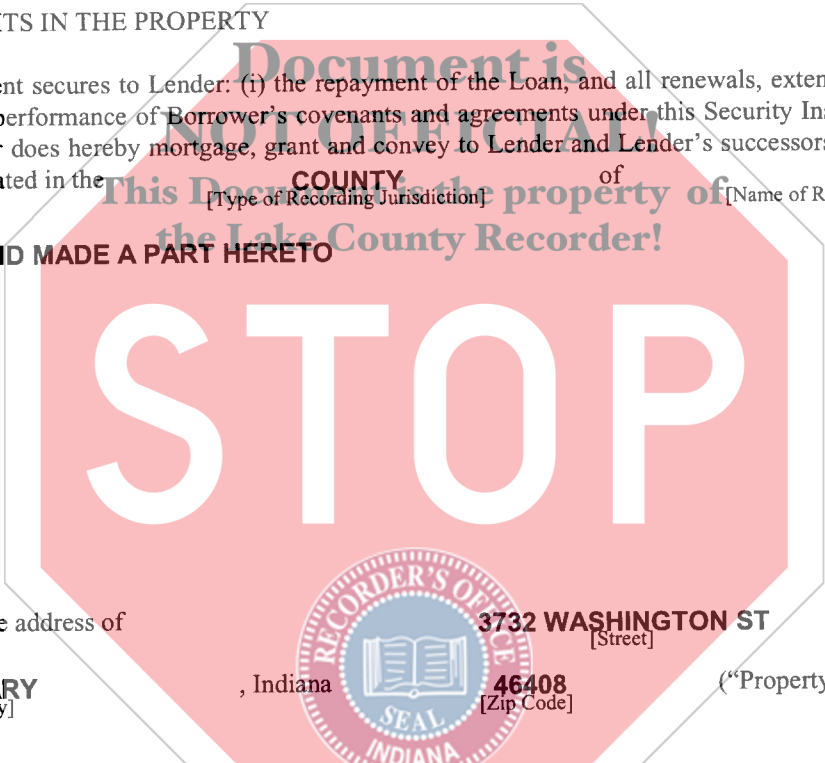 TS IN THE PROPERTY
Document is
nt secures to Lender: (i) the repayment of the Loan, and all renewals, exten
performance of Borrower's covenants and agreements under this Security In
NOT OFFICIAL!
does hereby mortgage, grant and convey to Lender and Lender's successors
ated in the COUNTY of
This Document is the property of
[Type of Recording Jurisdiction] [Name of R
the Lake County Recorder!
ID MADE A PART HERETO
STOP
e address of 3732 WASHINGTON ST
[Street]
RY , Indiana 46408 ("Property
y] [Zip Code]
RECORDER'S OFFICE
SEAL
INDIANA